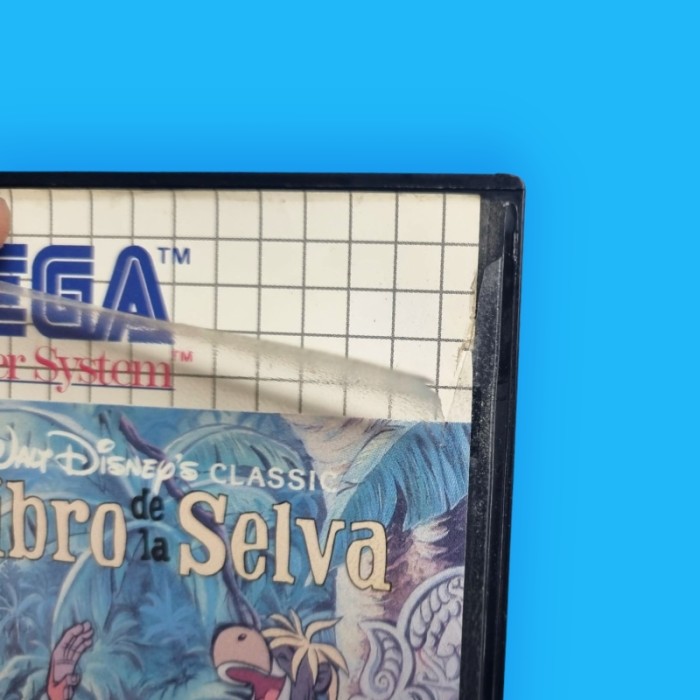 EGA™
er System™
WALT DISNEY'S CLASSIC
ibro de la Selva